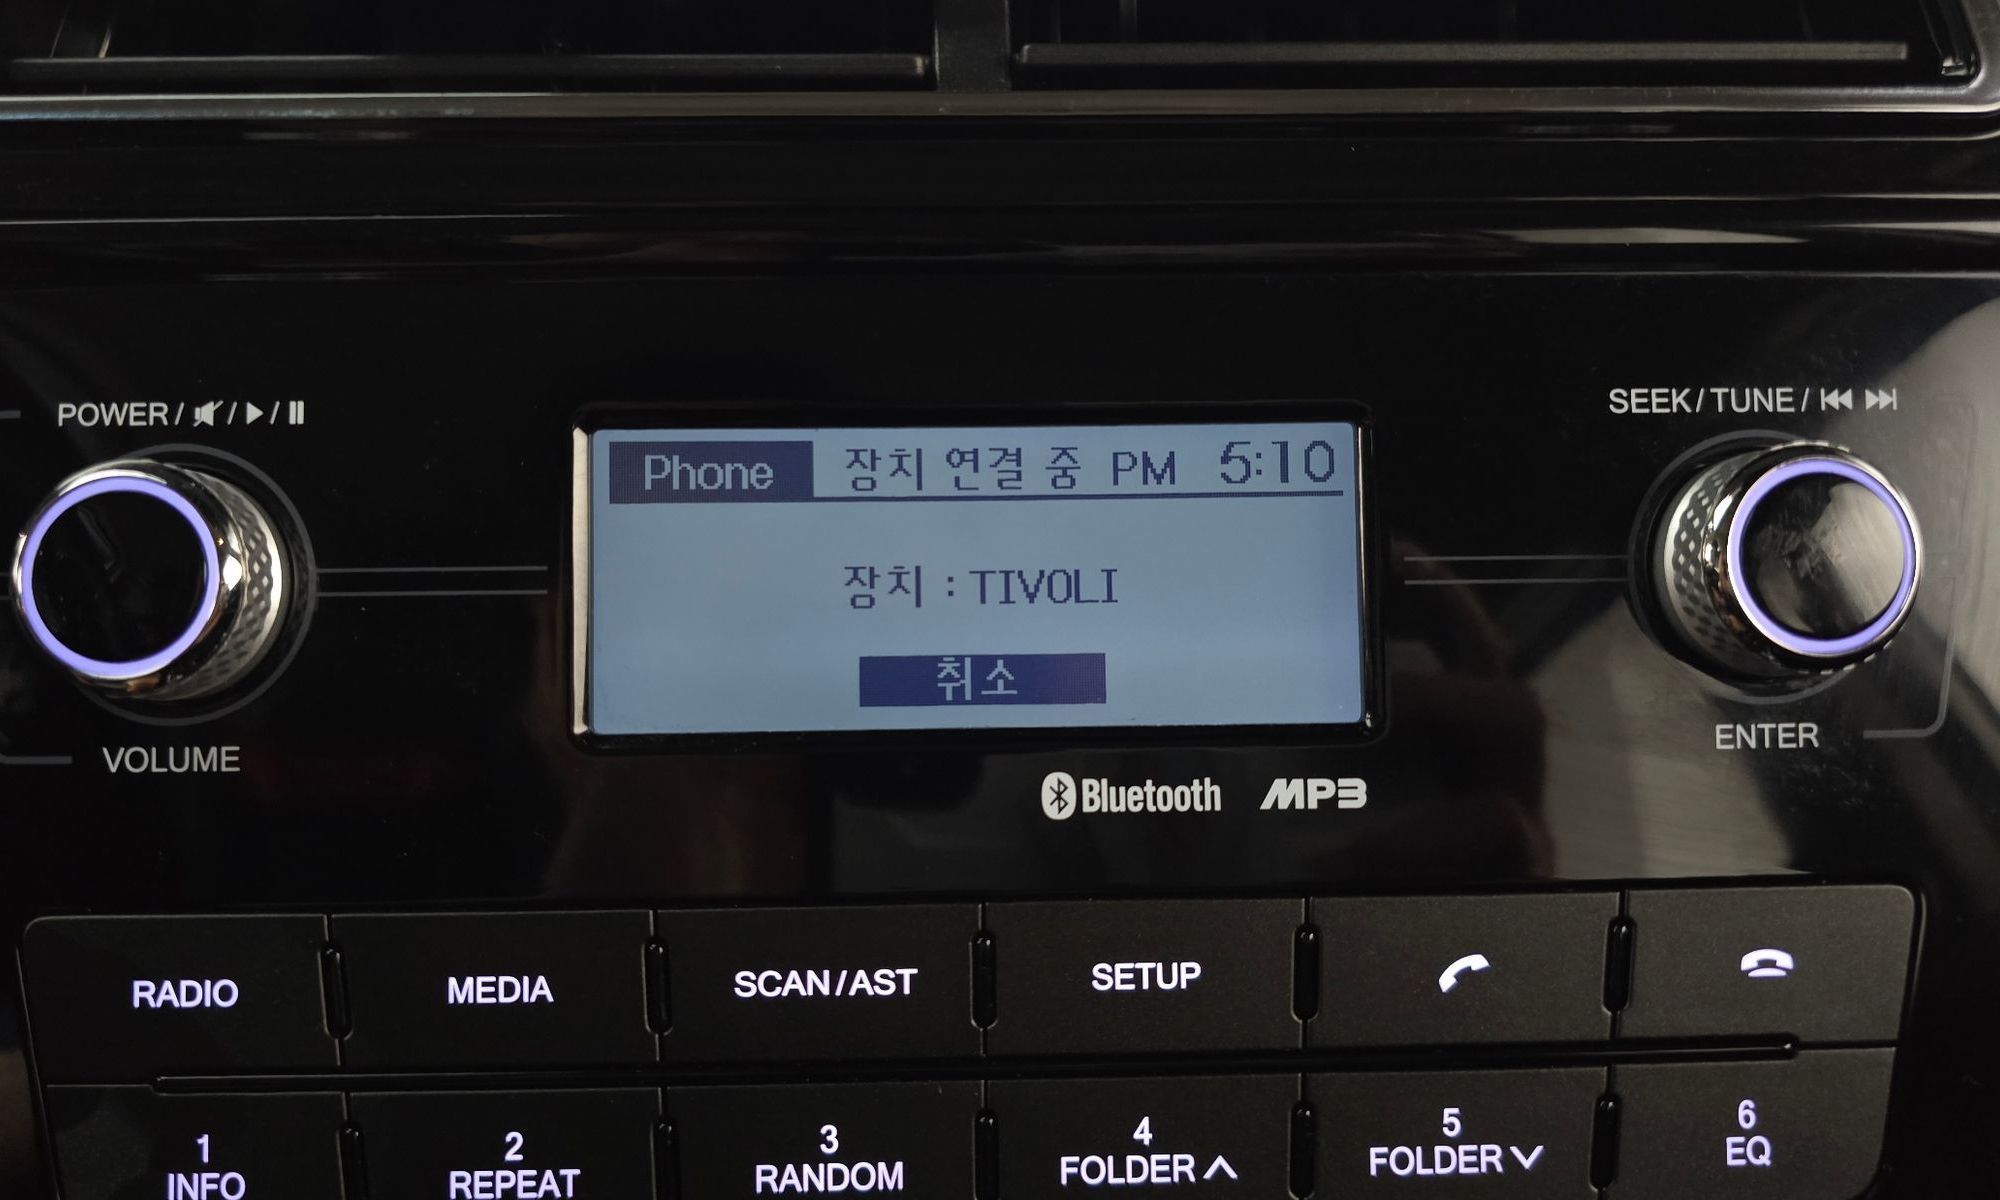 POWER / /
SEEK / TUNE /
Phone 장치 연결 중 PM 5:10
장치 : TIVOLI
취소
VOLUME
ENTER
Bluetooth MP3
RADIO MEDIA SCAN/AST SETUP
1 2 3 4 5 6
INFO REPEAT RANDOM FOLDER FOLDER EQ